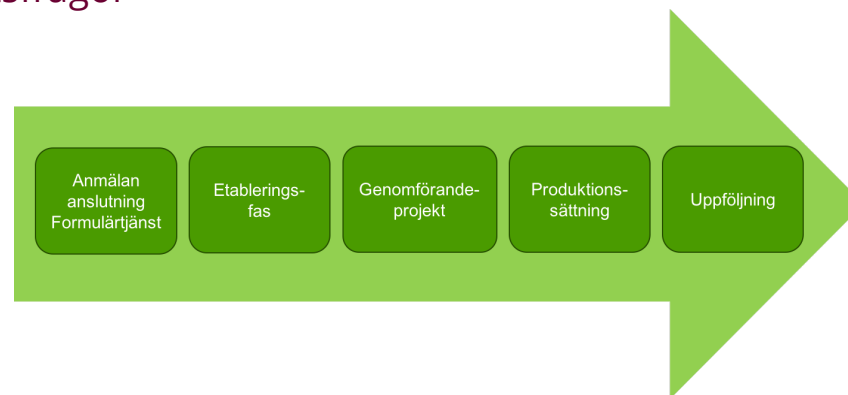 Anmälan
anslutning
Formulärtjänst
Etablerings-
fas
Genomförande-
projekt
Produktions-
sättning
Uppföljning